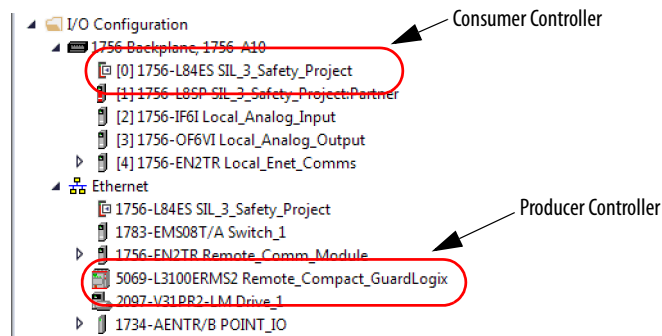 I/O Configuration
Consumer Controller
1756 Backplane, 1756-A10
[0] 1756-L84ES SIL_3_Safety_Project
[1] 1756-L8SP SIL_3_Safety_Project:Partner
[2] 1756-IF6I Local_Analog_Input
[3] 1756-OF6VI Local_Analog_Output
[4] 1756-EN2TR Local_Enet_Comms
Ethernet
1756-L84ES SIL_3_Safety_Project
Producer Controller
1783-EMS08T/A Switch_1
1756-EN2TR Remote_Comm_Module
5069-L3100ERMS2 Remote_Compact_GuardLogix
2097-V31PR2-LM Drive_1
1734-AENTR/B POINT_IO